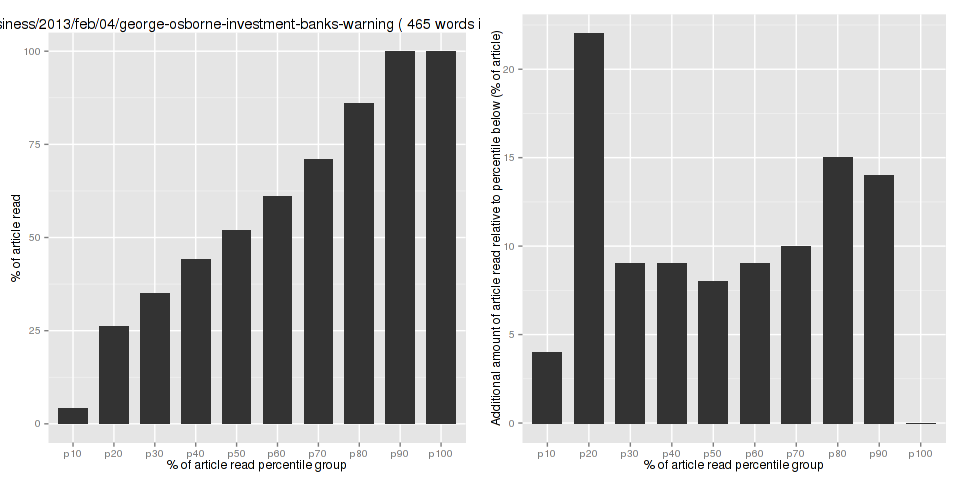 siness/2013/feb/04/george-osborne-investment-banks-warning ( 465 words i
% of article read
100
75
50
25
0
p10 p20 p30 p40 p50 p60 p70 p80 p90 p100
% of article read percentile group
Additional amount of article read relative to percentile below (% of article)
20
15
10
5
0
p10 p20 p30 p40 p50 p60 p70 p80 p90 p100
% of article read percentile group